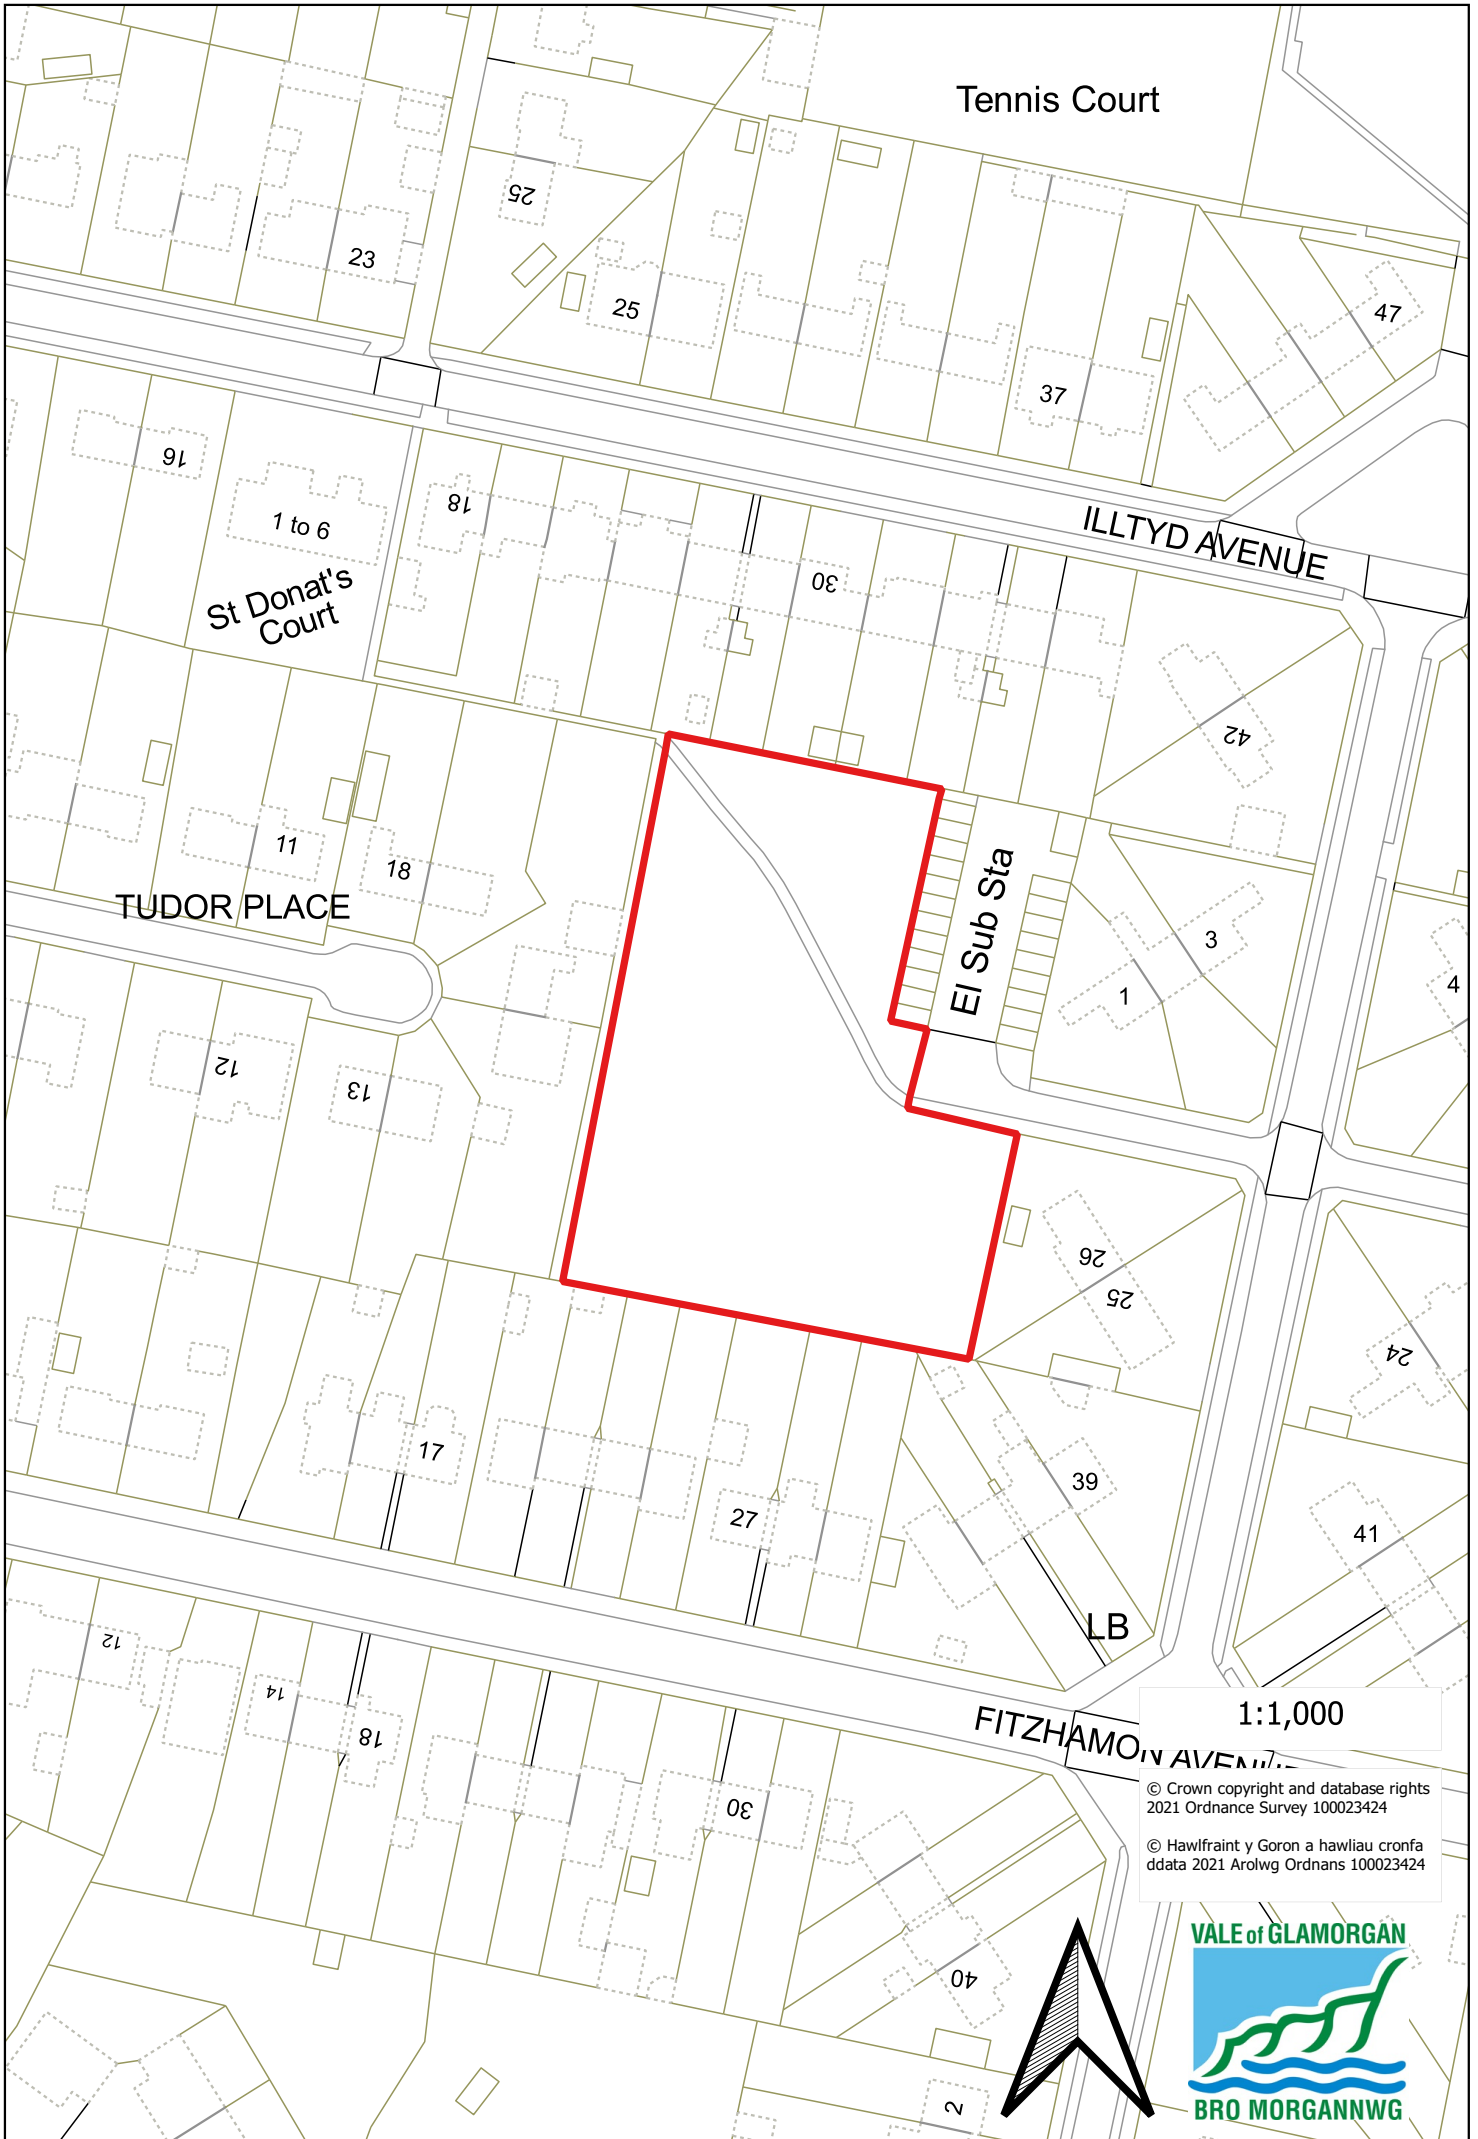 Tennis Court
25
23
25
47
37
16
18
1 to 6
ILLTYD AVENUE
St Donat's
Court
30
42
11
18
TUDOR PLACE
El Sub Sta
3
1
4
12
13
26
25
24
17
39
27
41
LB
12
14
18
30
FITZHAMON AVENUE
1:1,000
© Crown copyright and database rights
2021 Ordnance Survey 100023424
© Hawlfraint y Goron a hawliau cronfa
ddata 2021 Arolwg Ordnans 100023424
40
2
VALE of GLAMORGAN
BRO MORGANNWG